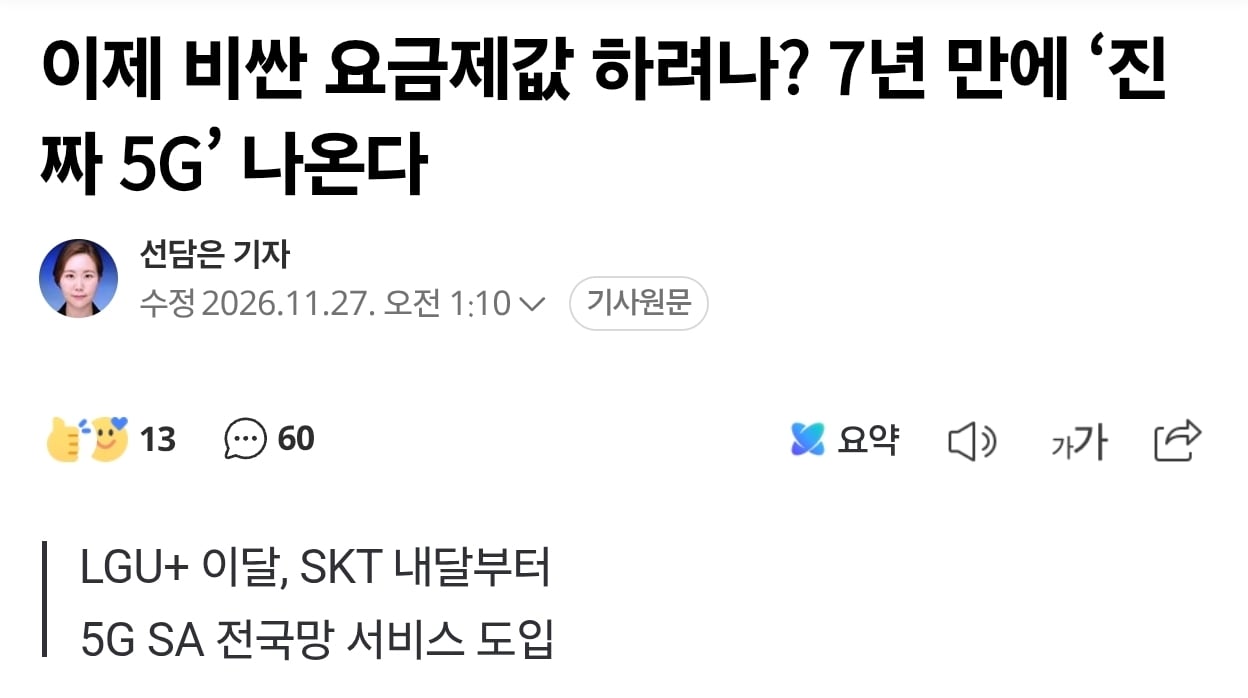 이제 비싼 요금제값 하려나? 7년 만에 ‘진
짜 5G’ 나온다
선담은 기자
수정 2026.11.27. 오전 1:10
기사원문
13
60
요약
가가
LGU+ 이달, SKT 내달부터
5G SA 전국망 서비스 도입